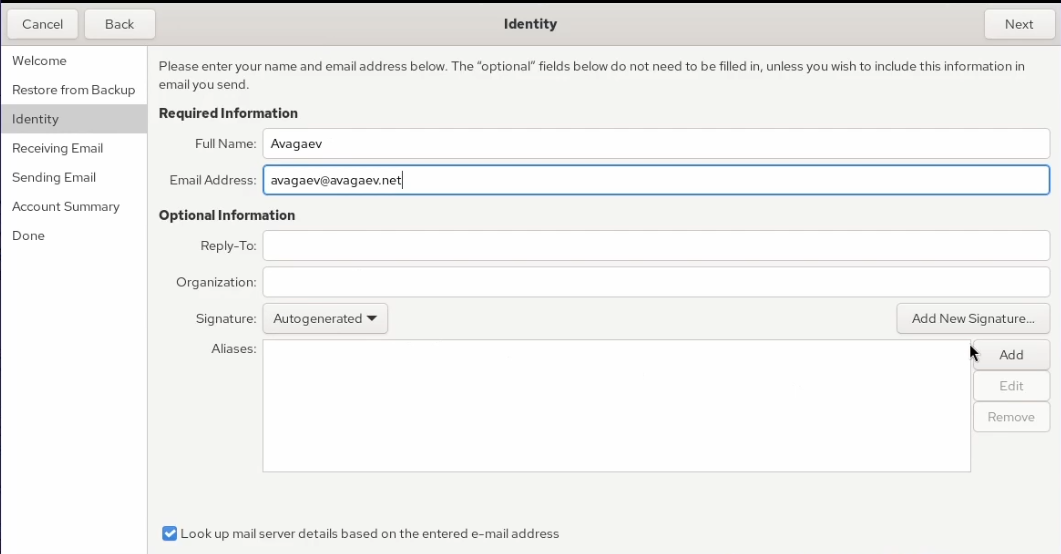 Cancel
Back
Identity
Next
Welcome
Restore from Backup
Identity
Receiving Email
Sending Email
Account Summary
Done
Please enter your name and email address below. The “optional” fields below do not need to be filled in, unless you wish to include this information in
email you send.
Required Information
Full Name: Avagaev
Email Address: avagaev@avagaev.net
Optional Information
Reply-To:
Organization:
Signature: Autogenerated Add New Signature...
Aliases:
Add
Edit
Remove
Look up mail server details based on the entered e-mail address